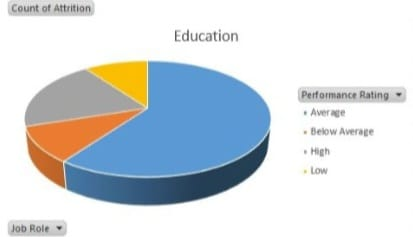 Count of Attrition
Education
Performance Rating
Average
Below Average
High
Low
Job Role